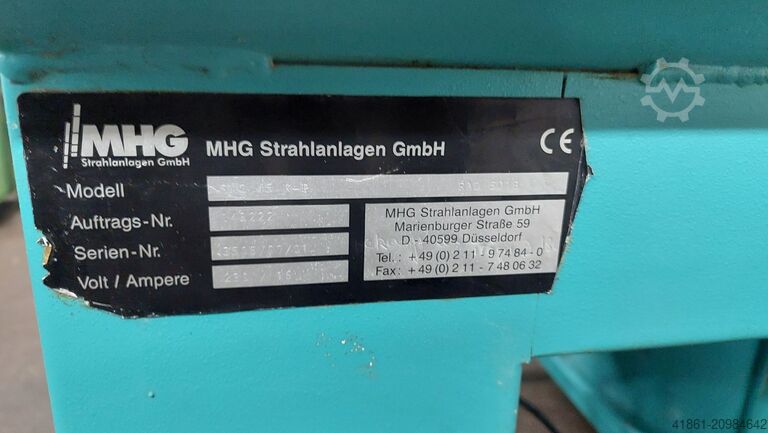 MHG
Strahlanlagen GmbH
MHG Strahlanlagen GmbH
CE
Modell
Auftrags-Nr.
Serien-Nr.
Volt / Ampere
MHG Strahlanlagen GmbH
Marienburger Straße 59
D - 40599 Düsseldorf
Tel.: +49 (0) 2 11 - 9 74 84 - 0
Fax: +49 (0) 2 11 - 7 48 06 32
41861-20984642